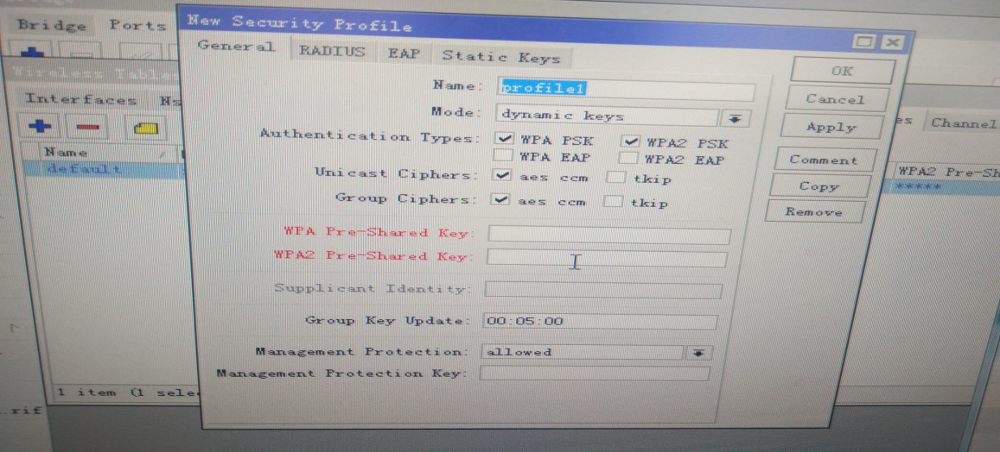 Bridge Ports
New Security Profile
General RADIUS EAP Static Keys
Wireless Tables
Interfaces
Name
default
1 item (1 sele
.rif
Name: profile1
Mode: dynamic keys
Authentication Types: WPA PSK WPA2 PSK
WPA EAP WPA2 EAP
Unicast Ciphers: aes ccm tkip
Group Ciphers: aes ccm tkip
WPA Pre-Shared Key:
WPA2 Pre-Shared Key:
Supplicant Identity:
Group Key Update: 00:05:00
Management Protection: allowed
Management Protection Key:
OK
Cancel
Apply
Comment
Copy
Remove
es Channel
WPA2 Pre-Sh
*****